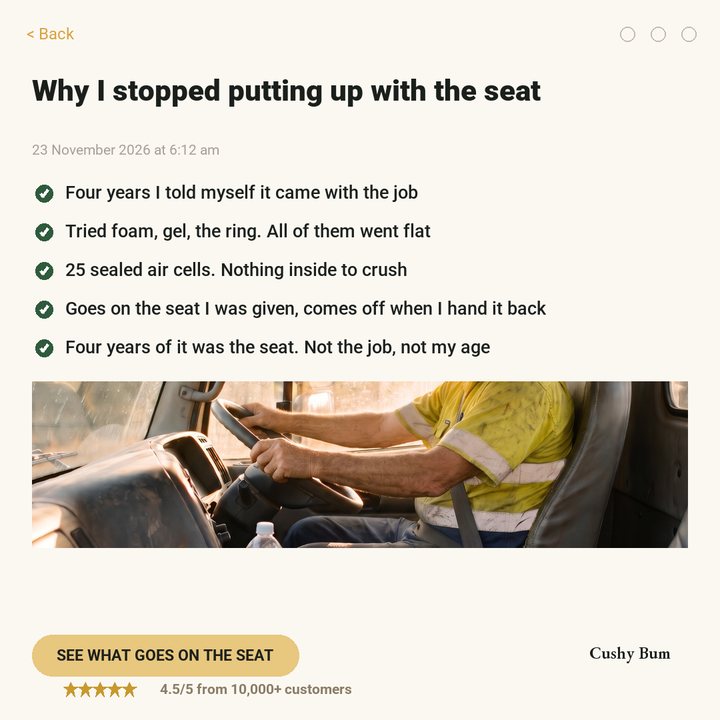 < Back
Why I stopped putting up with the seat
23 November 2026 at 6:12 am
Four years I told myself it came with the job
Tried foam, gel, the ring. All of them went flat
25 sealed air cells. Nothing inside to crush
Goes on the seat I was given, comes off when I hand it back
Four years of it was the seat. Not the job, not my age
SEE WHAT GOES ON THE SEAT
Cushy Bum
4.5/5 from 10,000+ customers